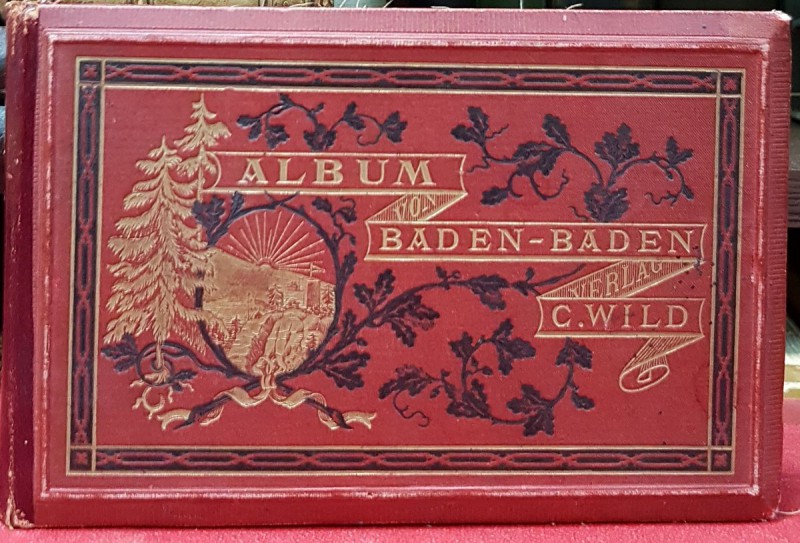 ALBUM
VON
BADEN-BADEN
VERLAG
C. WILD